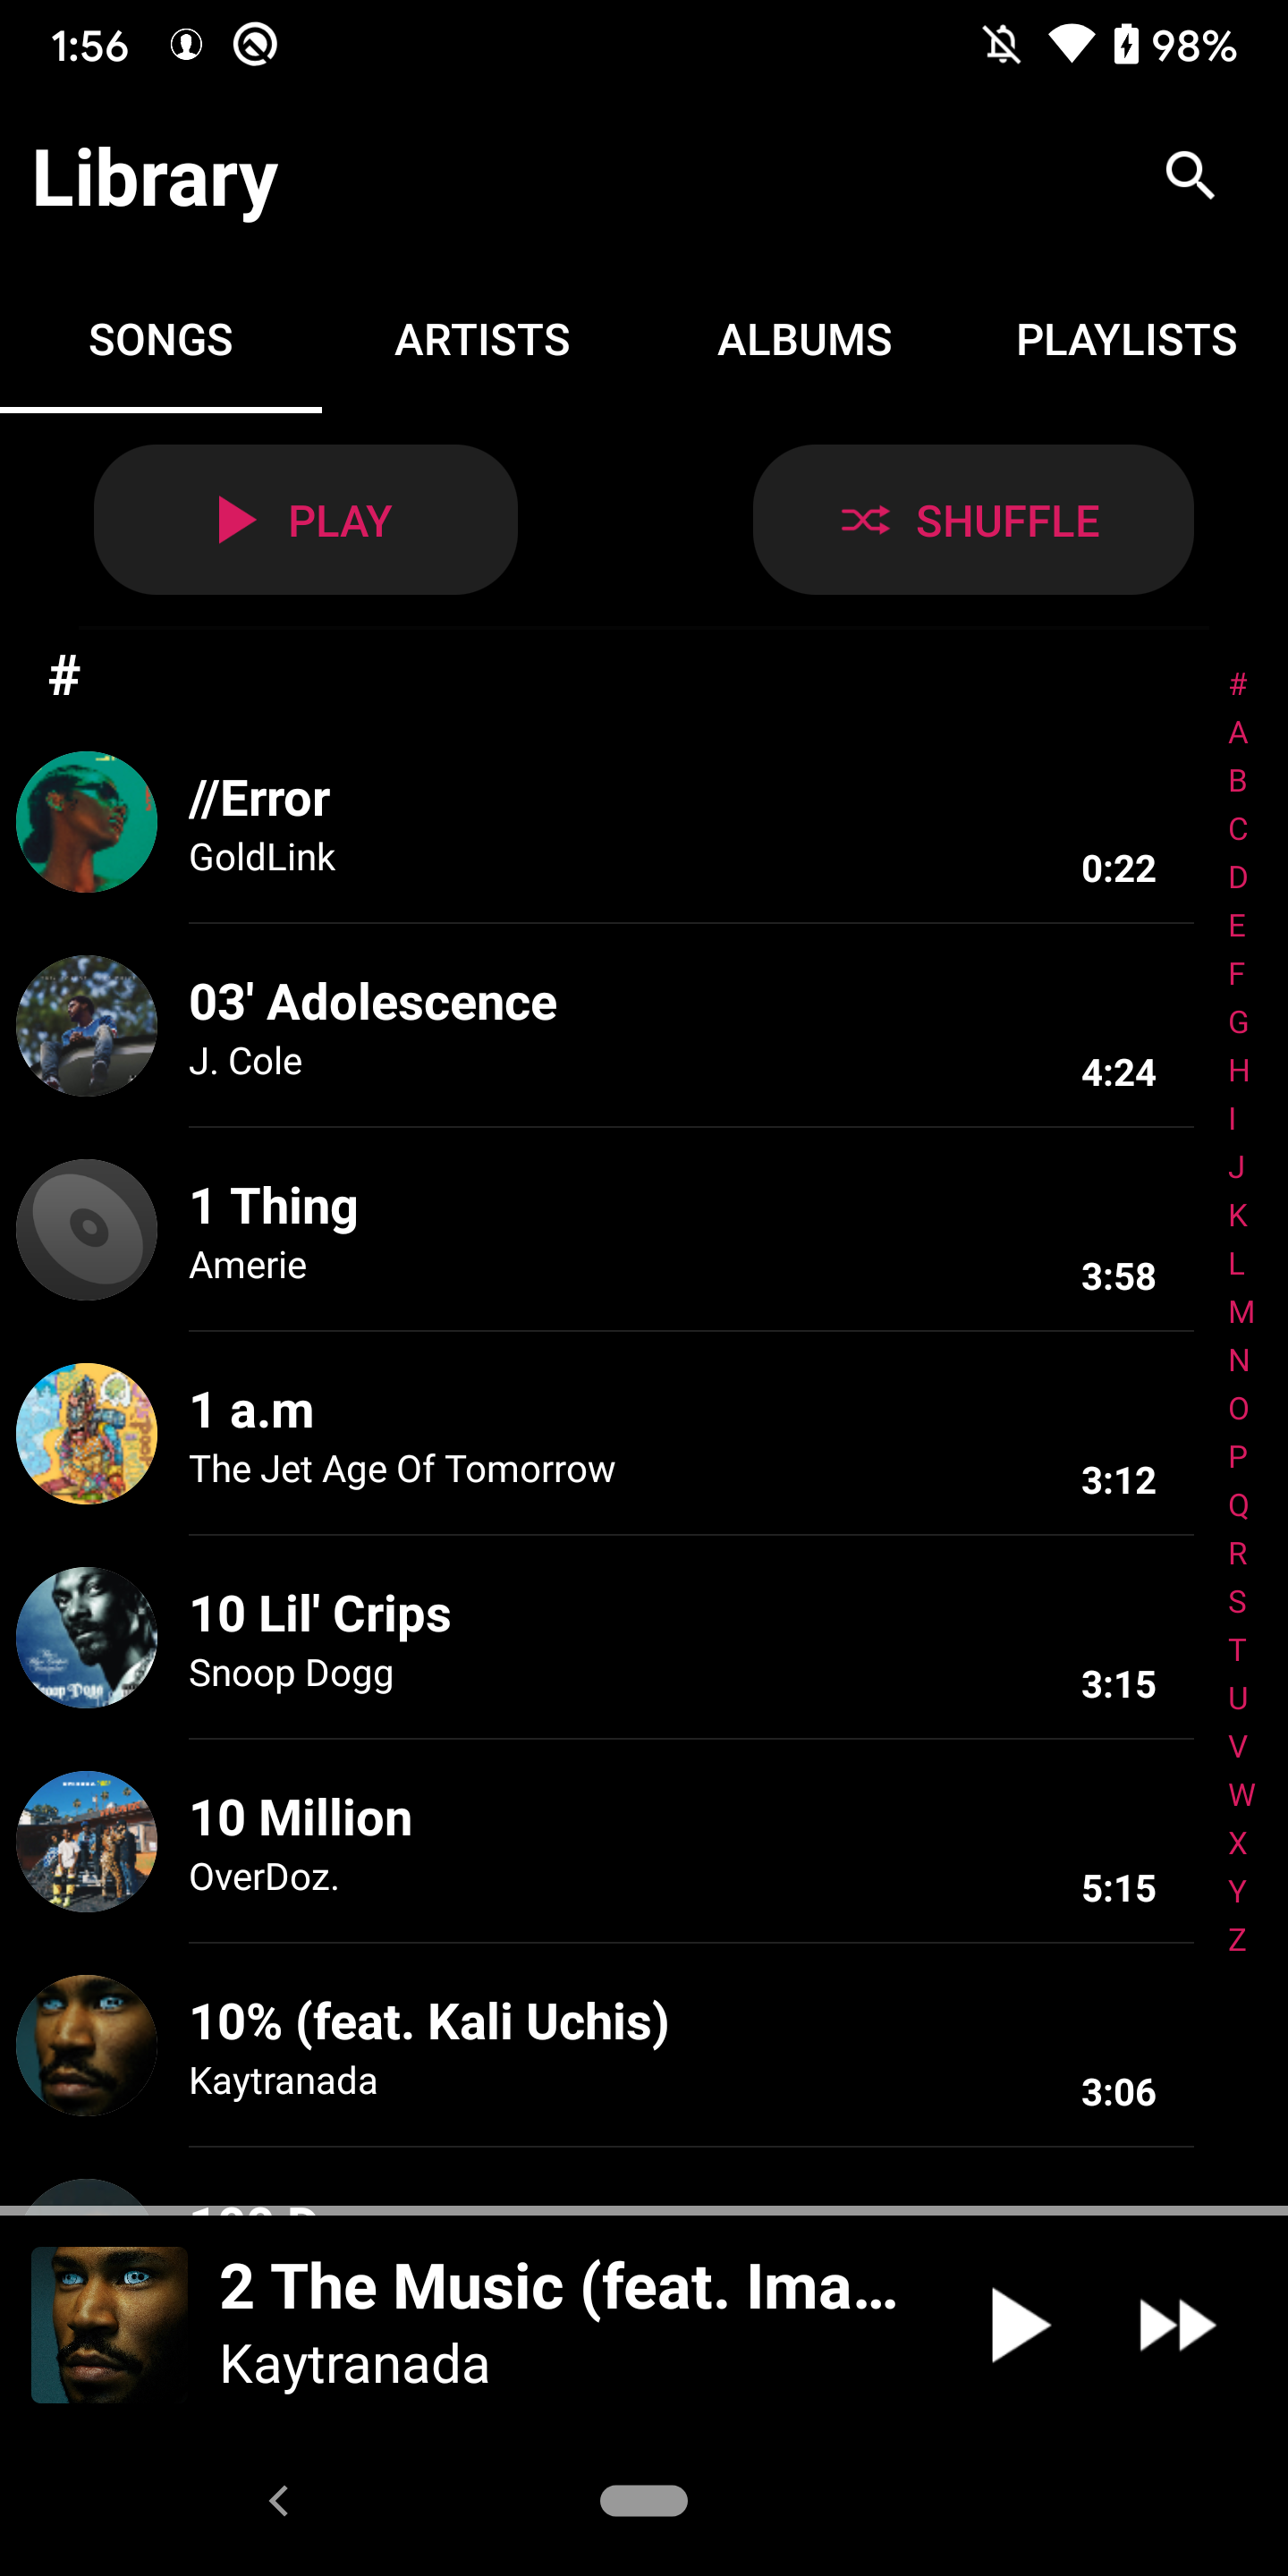 1:56 98%
Library
SONGS ARTISTS ALBUMS PLAYLISTS
PLAY SHUFFLE
#
//Error
GoldLink
0:22
03' Adolescence
J. Cole
4:24
1 Thing
Amerie
3:58
1 a.m
The Jet Age Of Tomorrow
3:12
10 Lil' Crips
Snoop Dogg
3:15
10 Million
OverDoz.
5:15
10% (feat. Kali Uchis)
Kaytranada
3:06
#
A
B
C
D
E
F
G
H
I
J
K
L
M
N
O
P
Q
R
S
T
U
V
W
X
Y
Z
2 The Music (feat. Ima...
Kaytranada